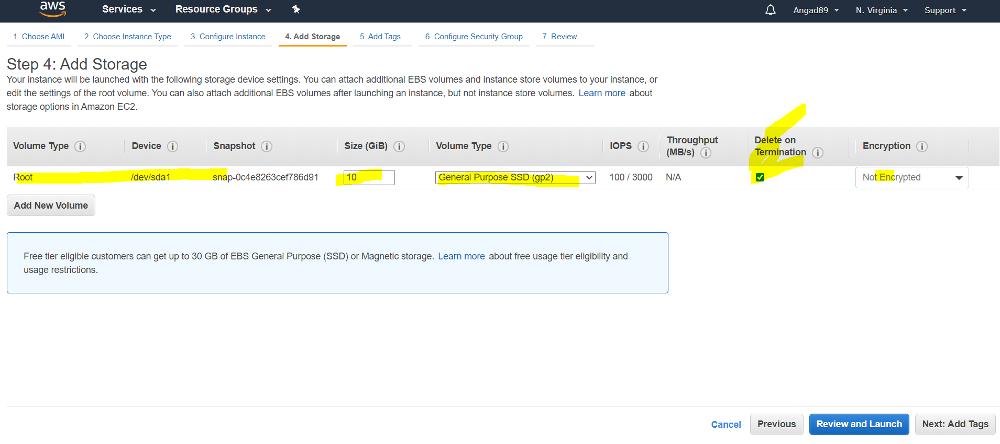 aws Services Resource Groups Angad89 N. Virginia Support
1. Choose AMI 2. Choose Instance Type 3. Configure Instance 4. Add Storage 5. Add Tags 6. Configure Security Group 7. Review
Step 4: Add Storage
Your instance will be launched with the following storage device settings. You can attach additional EBS volumes and instance store volumes to your instance, or
edit the settings of the root volume. You can also attach additional EBS volumes after launching an instance, but not instance store volumes. Learn more about
storage options in Amazon EC2.
Volume Type i Device i Snapshot i Size (GiB) i Volume Type i IOPS i Throughput (MB/s) i Delete on Termination i Encryption i
Root /dev/sda1 snap-0c4e8263cef786d91 10 General Purpose SSD (gp2) 100 / 3000 N/A Not Encrypted
Add New Volume
Free tier eligible customers can get up to 30 GB of EBS General Purpose (SSD) or Magnetic storage. Learn more about free usage tier eligibility and
usage restrictions.
Cancel Previous Review and Launch Next: Add Tags